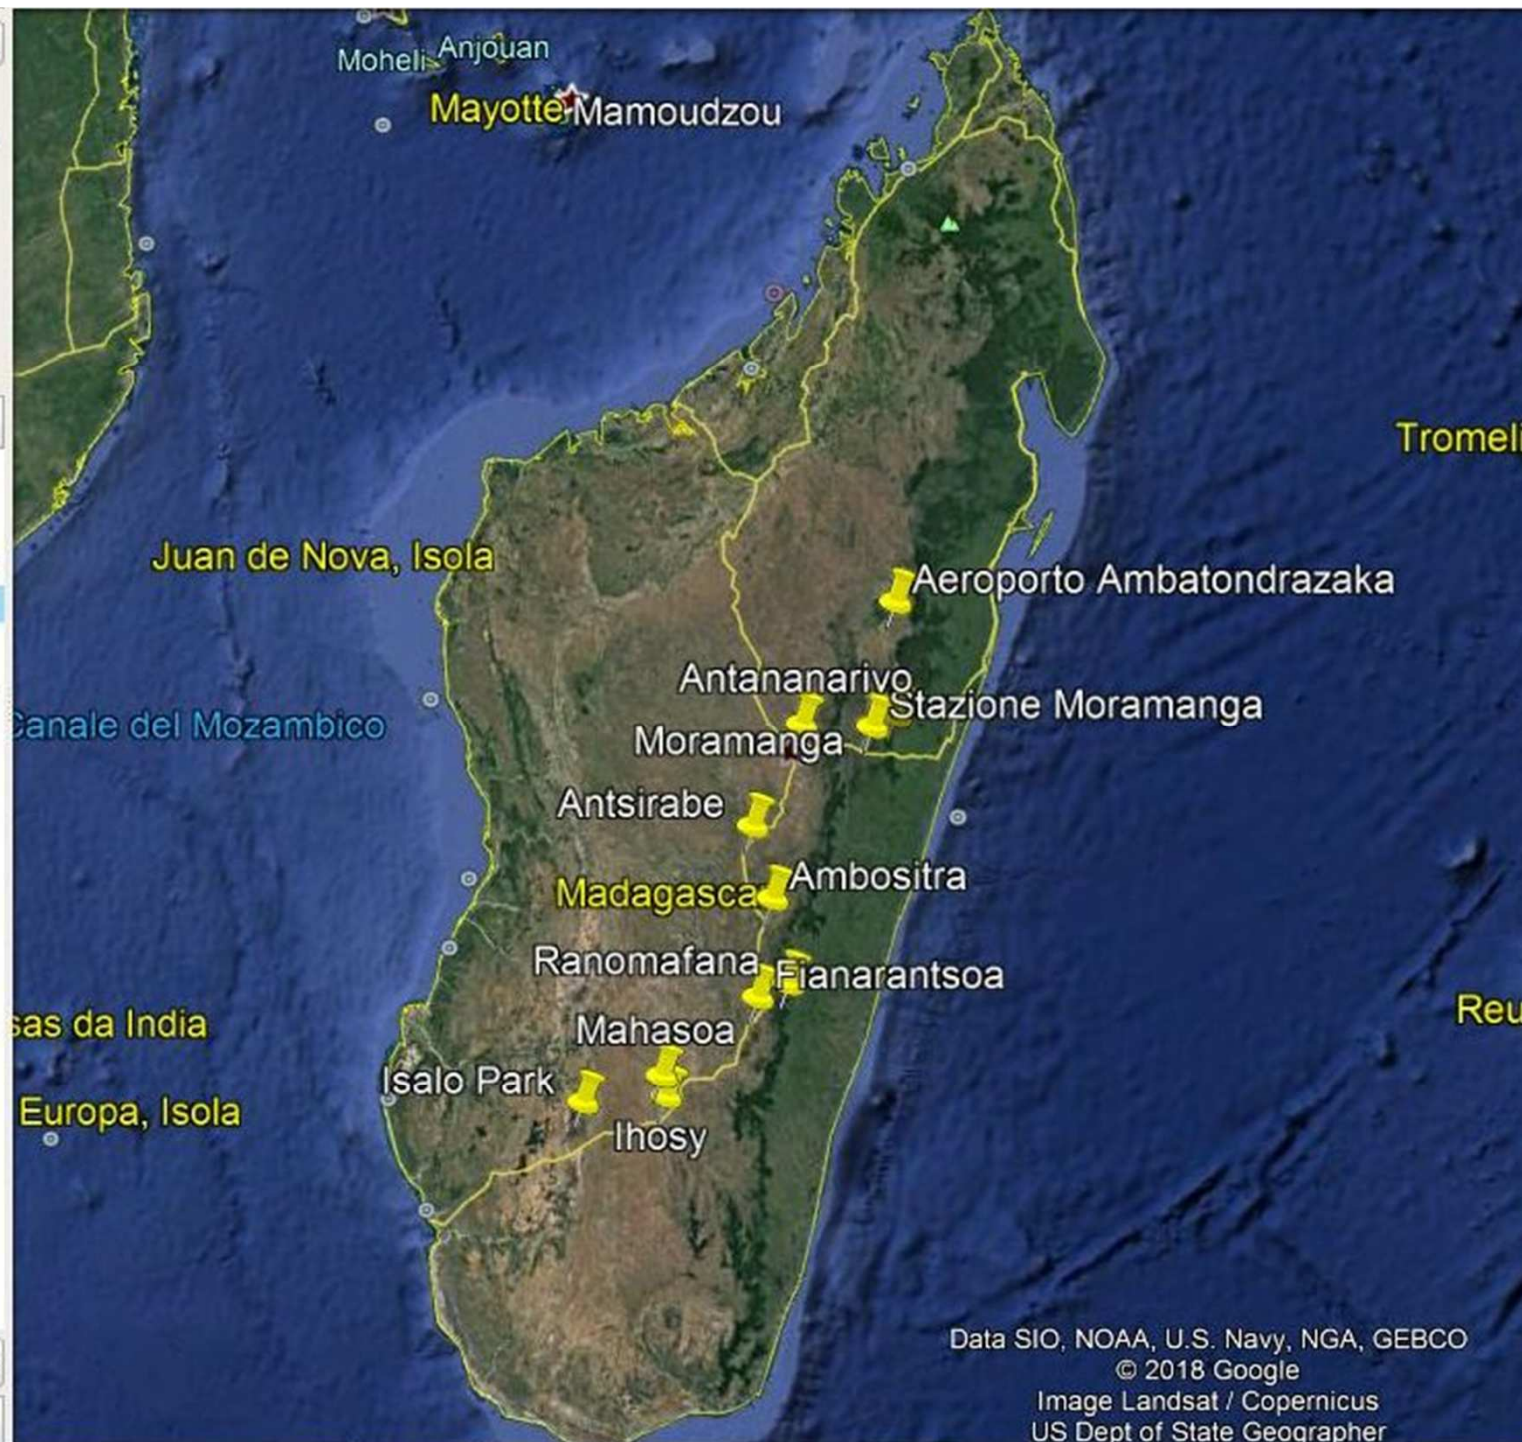 Moheli
Anjouan
Mayotte
Mamoudzou
Tromeli
Juan de Nova, Isola
Aeroporto Ambatondrazaka
Antananarivo
Stazione Moramanga
Canale del Mozambico
Moramanga
Antsirabe
Ambositra
Madagasca
Ranomafana
Fianarantsoa
sas da India
Reu
Mahasoa
Isalo Park
Europa, Isola
Ihosy
Data SIO, NOAA, U.S. Navy, NGA, GEBCO
© 2018 Google
Image Landsat / Copernicus
US Dept of State Geographer